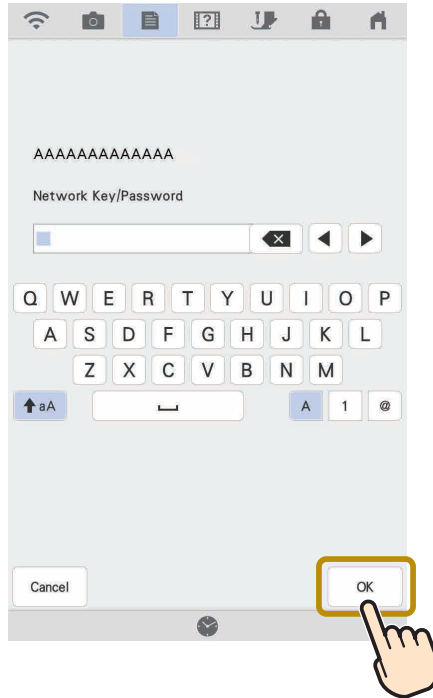 AAAAAAAAAAAAA
Network Key/Password
Q W E R T Y U I O P
A S D F G H J K L
Z X C V B N M
aA A 1 @
Cancel OK